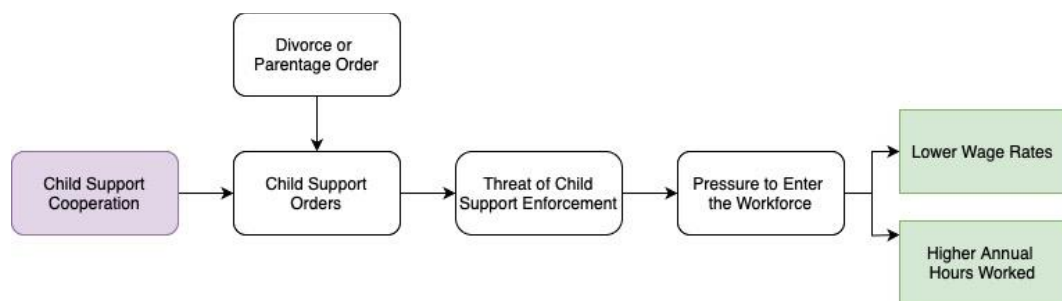 Divorce or
Parentage Order
Child Support
Cooperation
Child Support
Orders
Threat of Child
Support Enforcement
Pressure to Enter
the Workforce
Lower Wage Rates
Higher Annual
Hours Worked